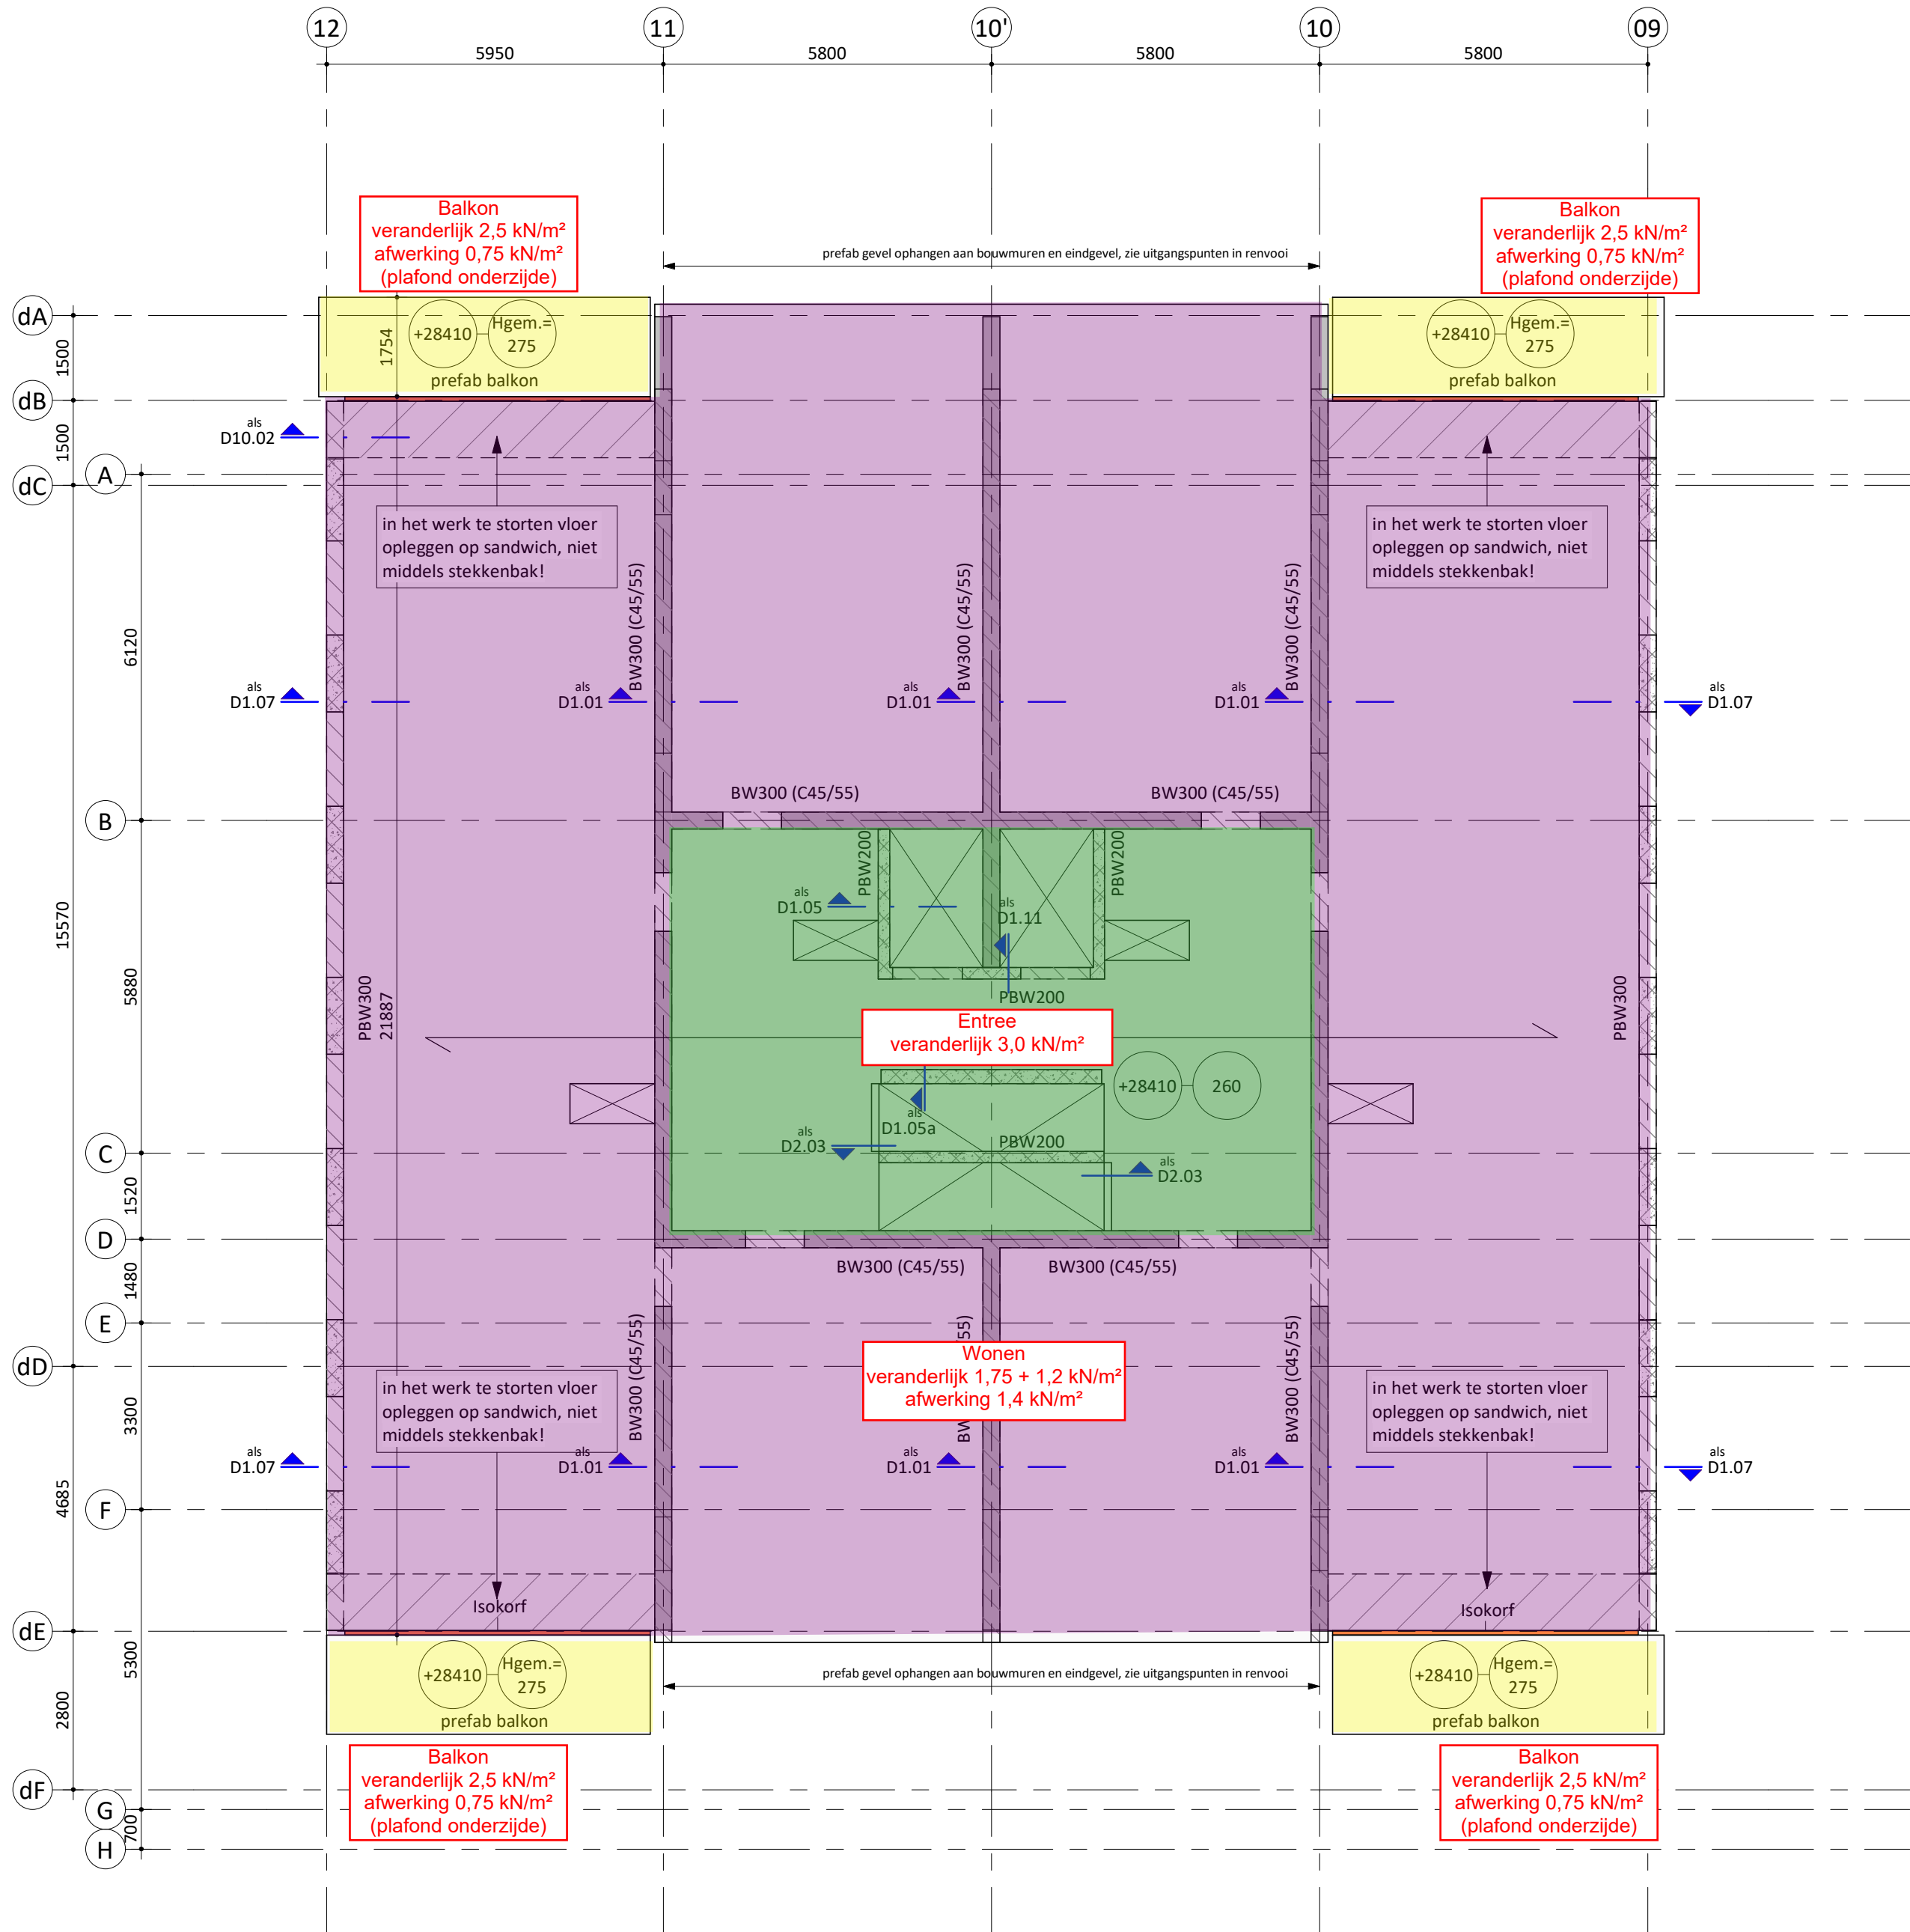 12
11
10'
10
09
5950
5800
5800
5800
Balkon
veranderlijk 2,5 kN/m²
afwerking 0,75 kN/m²
(plafond onderzijde)
Balkon
veranderlijk 2,5 kN/m²
afwerking 0,75 kN/m²
(plafond onderzijde)
prefab gevel ophangen aan bouwmuren en eindgevel, zie uitgangspunten in renvooi
dA
1500
1754
+28410
Hgem.=
275
prefab balkon
+28410
Hgem.=
275
prefab balkon
dB
1500
als
D10.02
A
dC
in het werk te storten vloer
opleggen op sandwich, niet
middels stekkenbak!
in het werk te storten vloer
opleggen op sandwich, niet
middels stekkenbak!
6120
BW300 (C45/55)
BW300 (C45/55)
BW300 (C45/55)
als
D1.07
als
D1.01
als
D1.01
als
D1.01
als
D1.07
BW300 (C45/55)
BW300 (C45/55)
B
PBW200
PBW200
als
D1.05
als
D1.11
15570
5880
PBW300
21887
PBW200
PBW300
Entree
veranderlijk 3,0 kN/m²
+28410
260
als
D1.05a
als
D2.03
PBW200
als
D2.03
C
1520
D
1480
BW300 (C45/55)
BW300 (C45/55)
E
BW300 (C45/55)
55)
BW300 (C45/55)
Wonen
veranderlijk 1,75 + 1,2 kN/m²
afwerking 1,4 kN/m²
BW
dD
3300
in het werk te storten vloer
opleggen op sandwich, niet
middels stekkenbak!
in het werk te storten vloer
opleggen op sandwich, niet
middels stekkenbak!
als
D1.07
als
D1.01
als
D1.01
als
D1.01
als
D1.07
4685
F
Isokorf
Isokorf
dE
5300
2800
+28410
Hgem.=
275
prefab balkon
prefab gevel ophangen aan bouwmuren en eindgevel, zie uitgangspunten in renvooi
+28410
Hgem.=
275
prefab balkon
Balkon
veranderlijk 2,5 kN/m²
afwerking 0,75 kN/m²
(plafond onderzijde)
Balkon
veranderlijk 2,5 kN/m²
afwerking 0,75 kN/m²
(plafond onderzijde)
dF
G
700
H